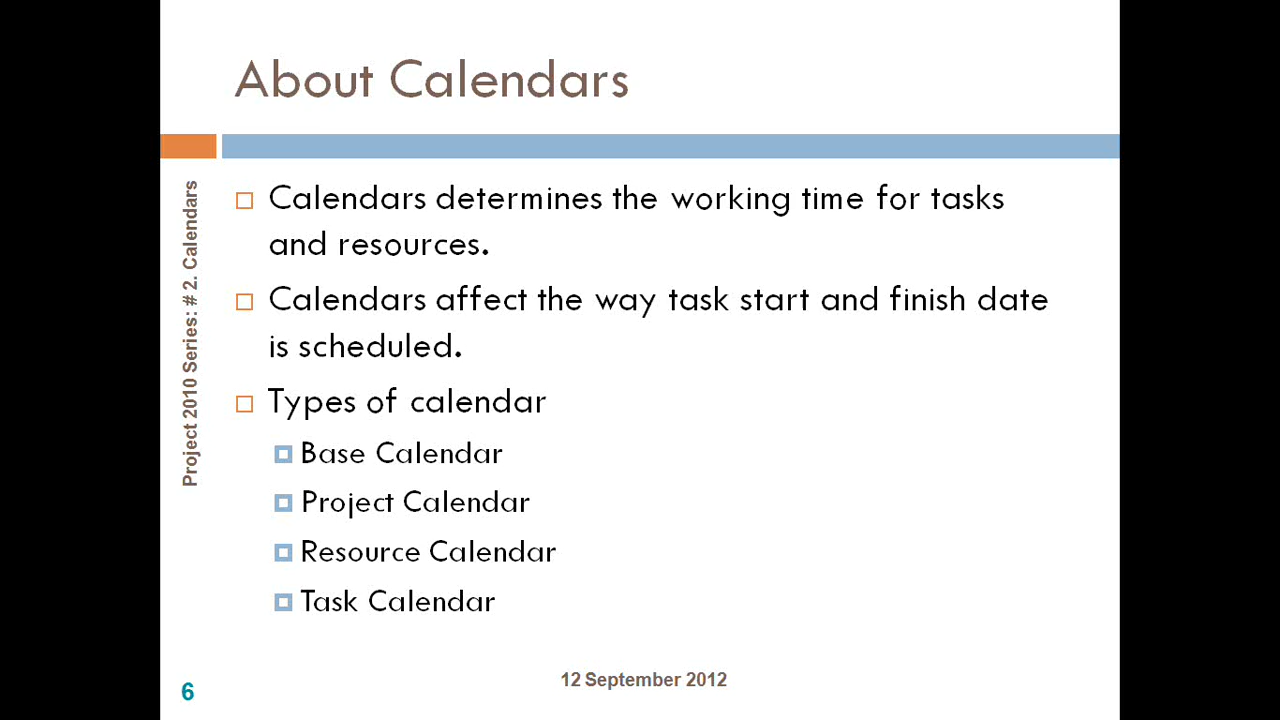 About Calendars
Project 2010 Series: # 2. Calendars
Calendars determines the working time for tasks
and resources.
Calendars affect the way task start and finish date
is scheduled.
Types of calendar
Base Calendar
Project Calendar
Resource Calendar
Task Calendar
12 September 2012
6